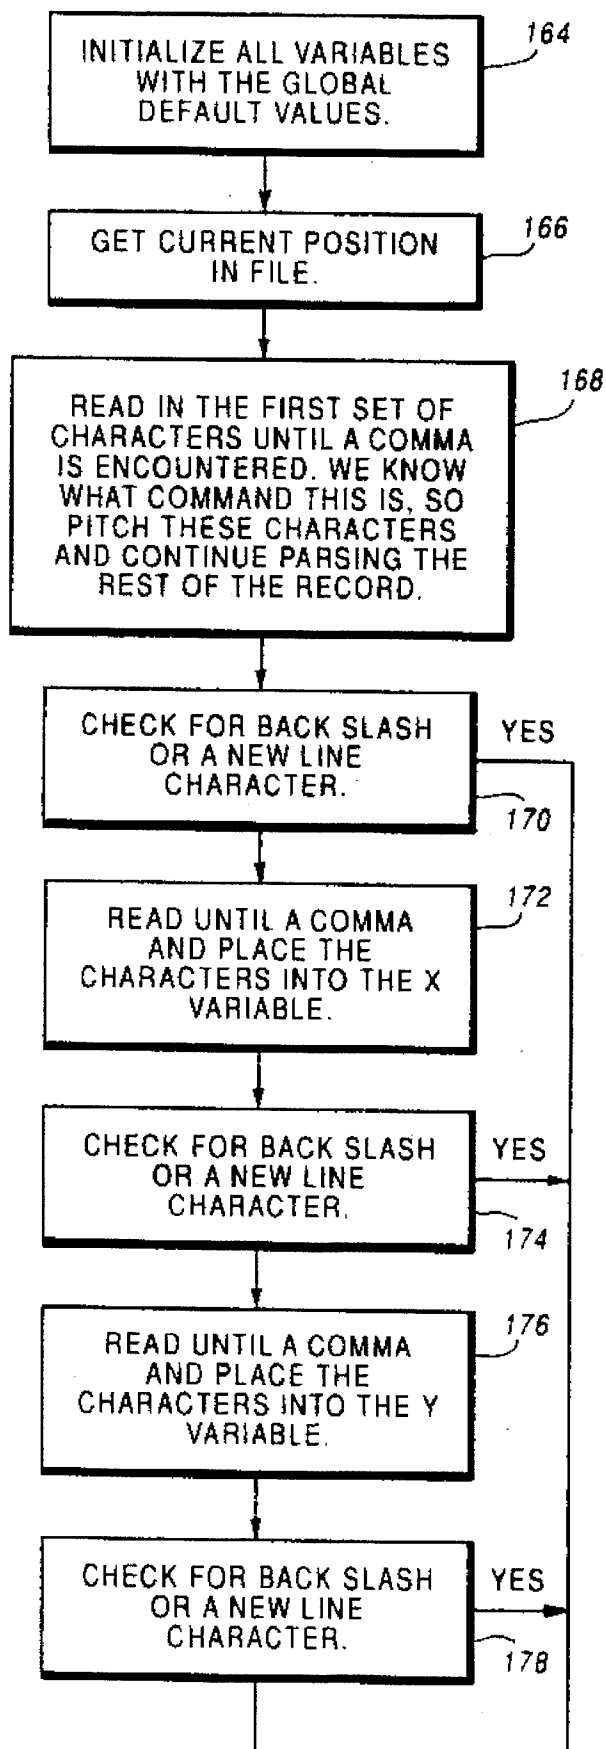 INITIALIZE ALL VARIABLES
WITH THE GLOBAL
DEFAULT VALUES.
164
GET CURRENT POSITION
IN FILE.
166
READ IN THE FIRST SET OF
CHARACTERS UNTIL A COMMA
IS ENCOUNTERED. WE KNOW
WHAT COMMAND THIS IS, SO
PITCH THESE CHARACTERS
AND CONTINUE PARSING THE
REST OF THE RECORD.
168
CHECK FOR BACK SLASH
OR A NEW LINE
CHARACTER.
YES
170
READ UNTIL A COMMA
AND PLACE THE
CHARACTERS INTO THE X
VARIABLE.
172
CHECK FOR BACK SLASH
OR A NEW LINE
CHARACTER.
YES
174
READ UNTIL A COMMA
AND PLACE THE
CHARACTERS INTO THE Y
VARIABLE.
176
CHECK FOR BACK SLASH
OR A NEW LINE
CHARACTER.
YES
178